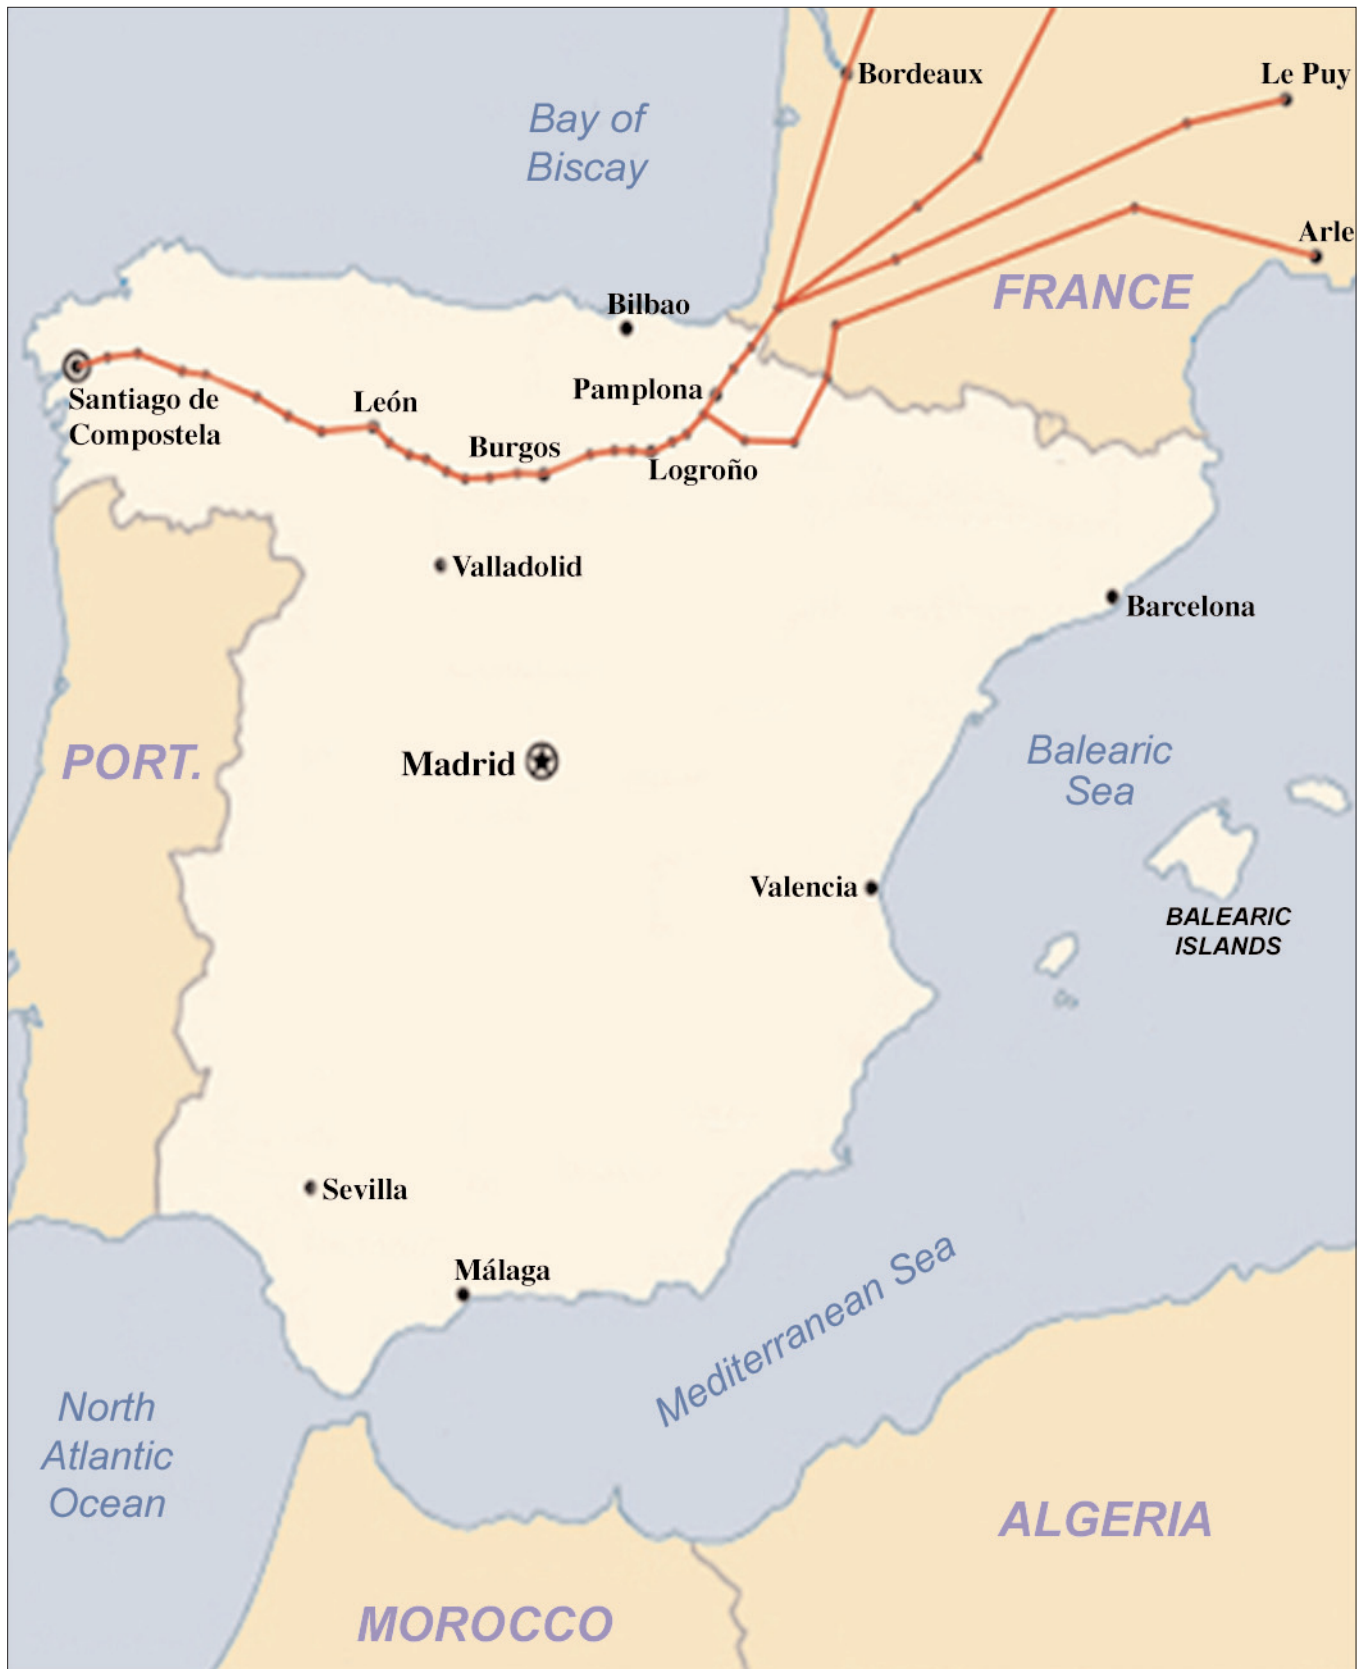 Bordeaux
Le Puy
Bay of
Biscay
Arle
FRANCE
Bilbao
Pamplona
Santiago de
Compostela
León
Burgos
Logroño
Valladolid
Barcelona
PORT.
Madrid
Balearic
Sea
Valencia
BALEARIC
ISLANDS
Sevilla
Málaga
Mediterranean Sea
North
Atlantic
Ocean
ALGERIA
MOROCCO